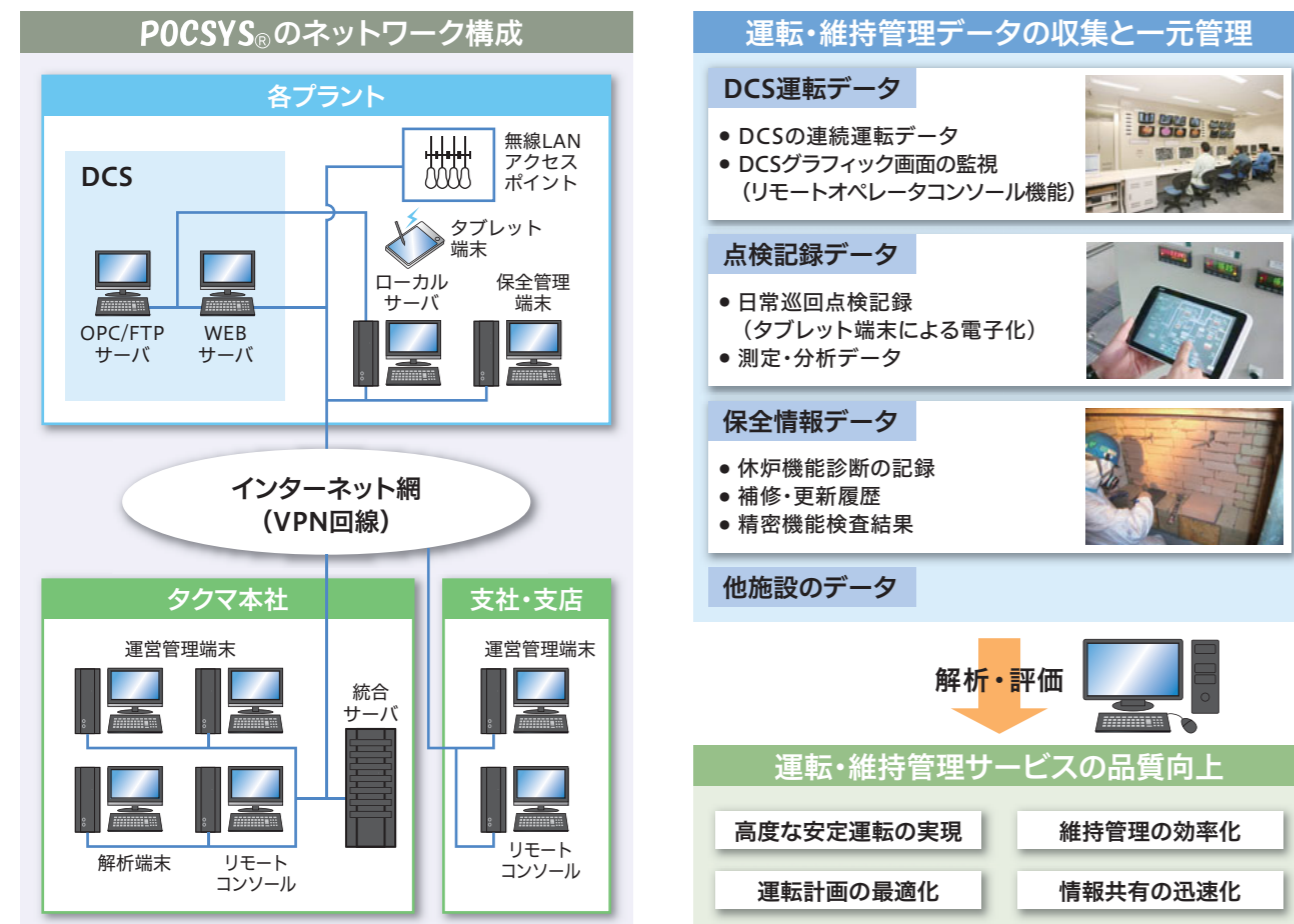 POCSYS®のネットワーク構成
各プラント
DCS
無線LAN
アクセス
ポイント
タブレット
端末
OPC/FTP
サーバ
WEB
サーバ
ローカル
サーバ
保全管理
端末
インターネット網
（VPN回線）
タクマ本社
運営管理端末
統合
サーバ
解析端末
リモート
コンソール
支社・支店
運営管理端末
リモート
コンソール
運転・維持管理データの収集と一元管理
DCS運転データ
● DCSの連続運転データ
● DCSグラフィック画面の監視
（リモートオペレータコンソール機能）
点検記録データ
● 日常巡回点検記録
（タブレット端末による電子化）
● 測定・分析データ
保全情報データ
● 休炉機能診断の記録
● 補修・更新履歴
● 精密機能検査結果
他施設のデータ
解析・評価
運転・維持管理サービスの品質向上
高度な安定運転の実現
維持管理の効率化
運転計画の最適化
情報共有の迅速化